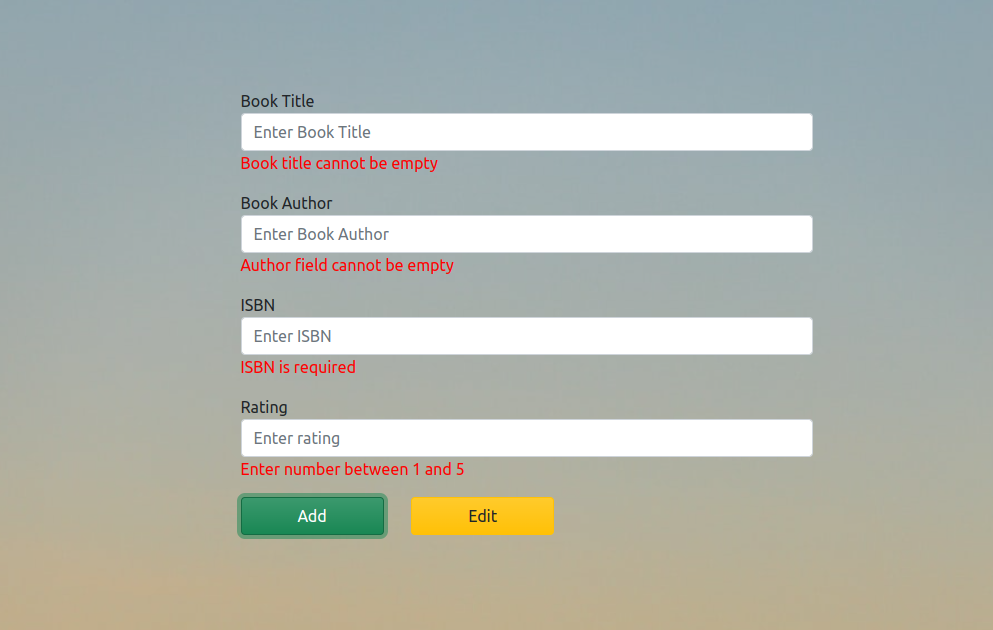 Book Title
Enter Book Title
Book title cannot be empty
Book Author
Enter Book Author
Author field cannot be empty
ISBN
Enter ISBN
ISBN is required
Rating
Enter rating
Enter number between 1 and 5
Add Edit